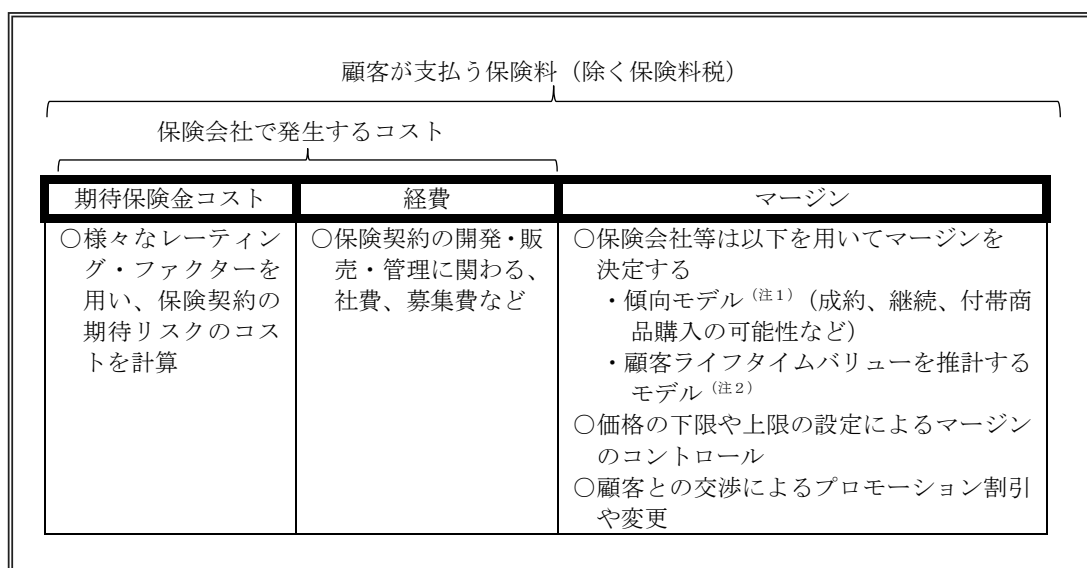 顧客が支払う保険料（除く保険料税）
保険会社で発生するコスト
期待保険金コスト
経費
マージン
○様々なレーティン
グ・ファクターを
用い、保険契約の
期待リスクのコス
トを計算
○保険契約の開発・販
売・管理に関わる、
社費、募集費など
○保険会社等は以下を用いてマージンを
決定する
・傾向モデル（注1）（成約、継続、付帯商
品購入の可能性など）
・顧客ライフタイムバリューを推計する
モデル（注2）
○価格の下限や上限の設定によるマージン
のコントロール
○顧客との交渉によるプロモーション割引
や変更